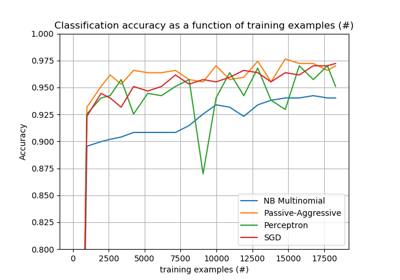 Classification accuracy as a function of training examples (#)
1.000
0.975
0.950
0.925
0.900
0.875
0.850
0.825
0.800
Accuracy
NB Multinomial
Passive-Aggressive
Perceptron
SGD
0 2500 5000 7500 10000 12500 15000 17500
training examples (#)